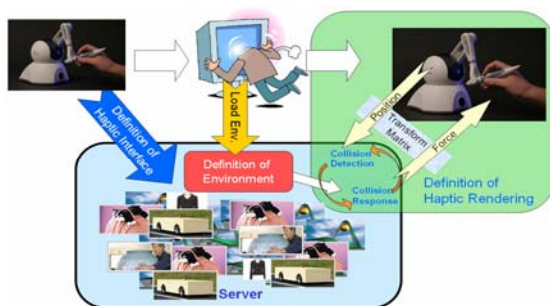 Definition of
Haptic Interface
Load Env.
Position
Transform
Matrix
Force
Definition of
Environment
Collision
Detection
Collision
Response
Definition of
Haptic Rendering
Server